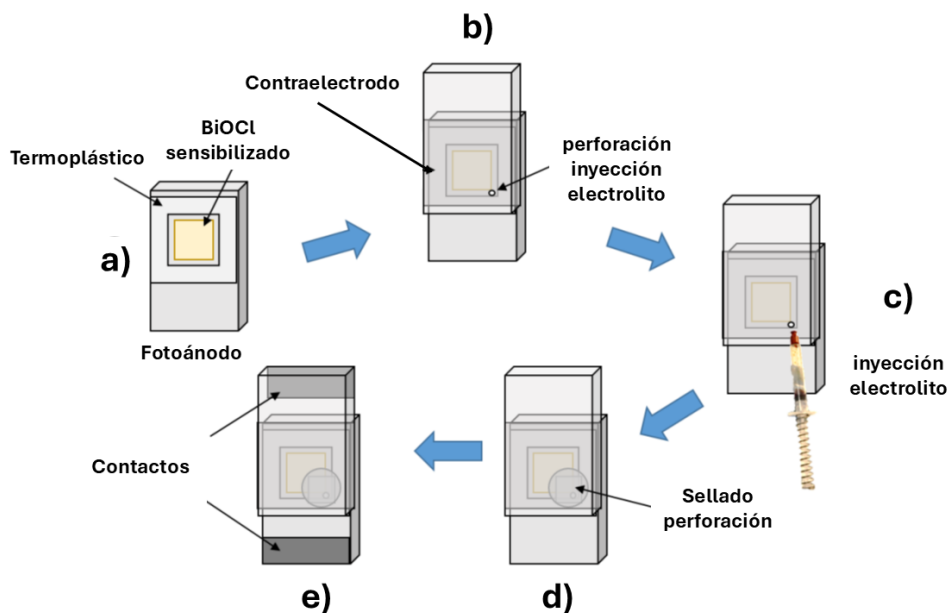 b)
Contraelectrodo
BiOCl
sensibilizado
Termoplástico
perforación
inyección
electrolito
a)
Fotoánodo
c)
inyección
electrolito
Contactos
Sellado
perforación
e)
d)